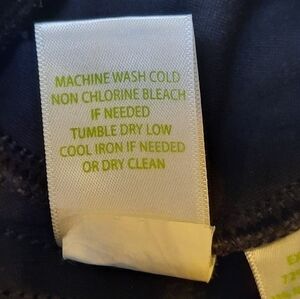 MACHINE WASH COLD
NON CHLORINE BLEACH
IF NEEDED
TUMBLE DRY LOW
COOL IRON IF NEEDED
OR DRY CLEAN